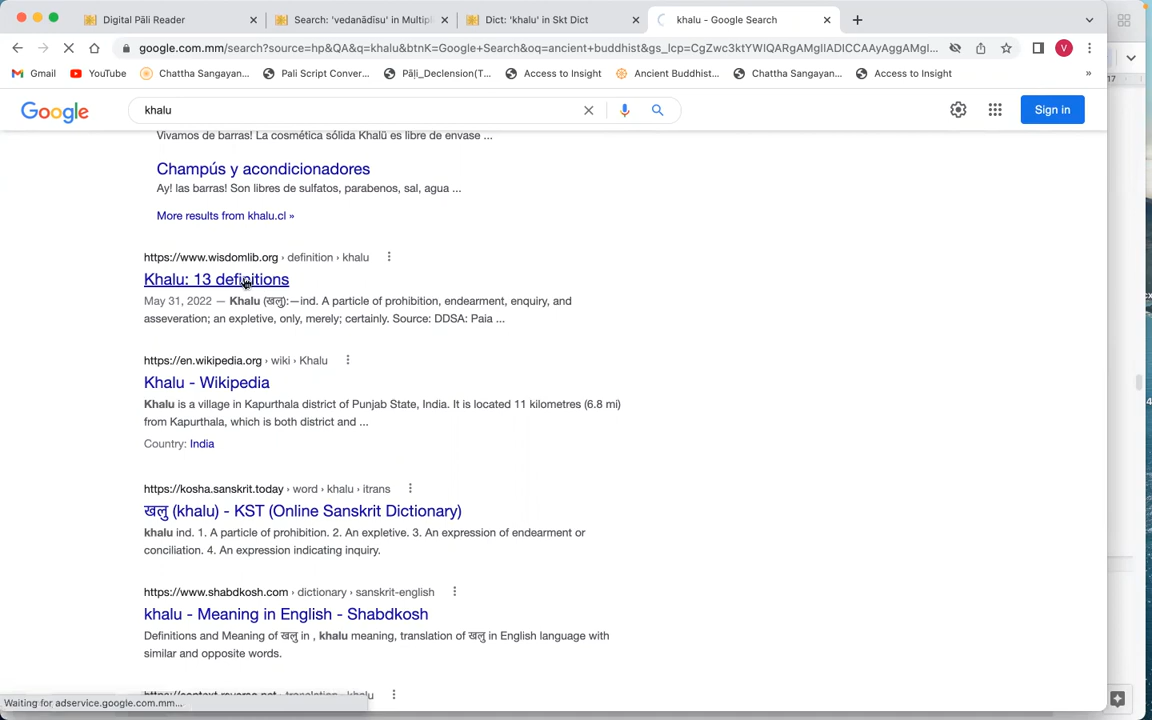 Digital Pāli Reader
Search: 'vedanādisu' in Multipl
Dict: 'khalu' in Skt Dict
khalu - Google Search
google.com.mm/search?source=hp&QA&q=khalu&btnK=Google+Search&oq=ancient+buddhist&gs_lcp=CgZwc3ktYWIQARgAMgIIADICCAAyAggAMgI...
V
Gmail
YouTube
Chattha Sangayan...
Pali Script Conver...
Pāḷi_Declension(T...
Access to Insight
Ancient Buddhist...
Chattha Sangayan...
Access to Insight
»
17
Google
khalu
Sign in
Vivamos de barras! La cosmética sólida Khalü es libre de envase ...
Champús y acondicionadores
Ay! las barras! Son libres de sulfatos, parabenos, sal, agua ...
More results from khalu.cl »
https://www.wisdomlib.org › definition › khalu
Khalu: 13 definitions
May 31, 2022 — Khalu (खलु):—ind. A particle of prohibition, endearment, enquiry, and
asseveration; an expletive, only, merely; certainly. Source: DDSA: Paia ...
https://en.wikipedia.org › wiki › Khalu
Khalu - Wikipedia
Khalu is a village in Kapurthala district of Punjab State, India. It is located 11 kilometres (6.8 mi)
from Kapurthala, which is both district and ...
Country: India
https://kosha.sanskrit.today › word › khalu › itrans
खलु (khalu) - KST (Online Sanskrit Dictionary)
khalu ind. 1. A particle of prohibition. 2. An expletive. 3. An expression of endearment or
conciliation. 4. An expression indicating inquiry.
https://www.shabdkosh.com › dictionary › sanskrit-english
khalu - Meaning in English - Shabdkosh
Definitions and Meaning of खलु in , khalu meaning, translation of खलु in English language with
similar and opposite words.
https://context.reverso.net › translation › khalu
Waiting for adservice.google.com.mm...